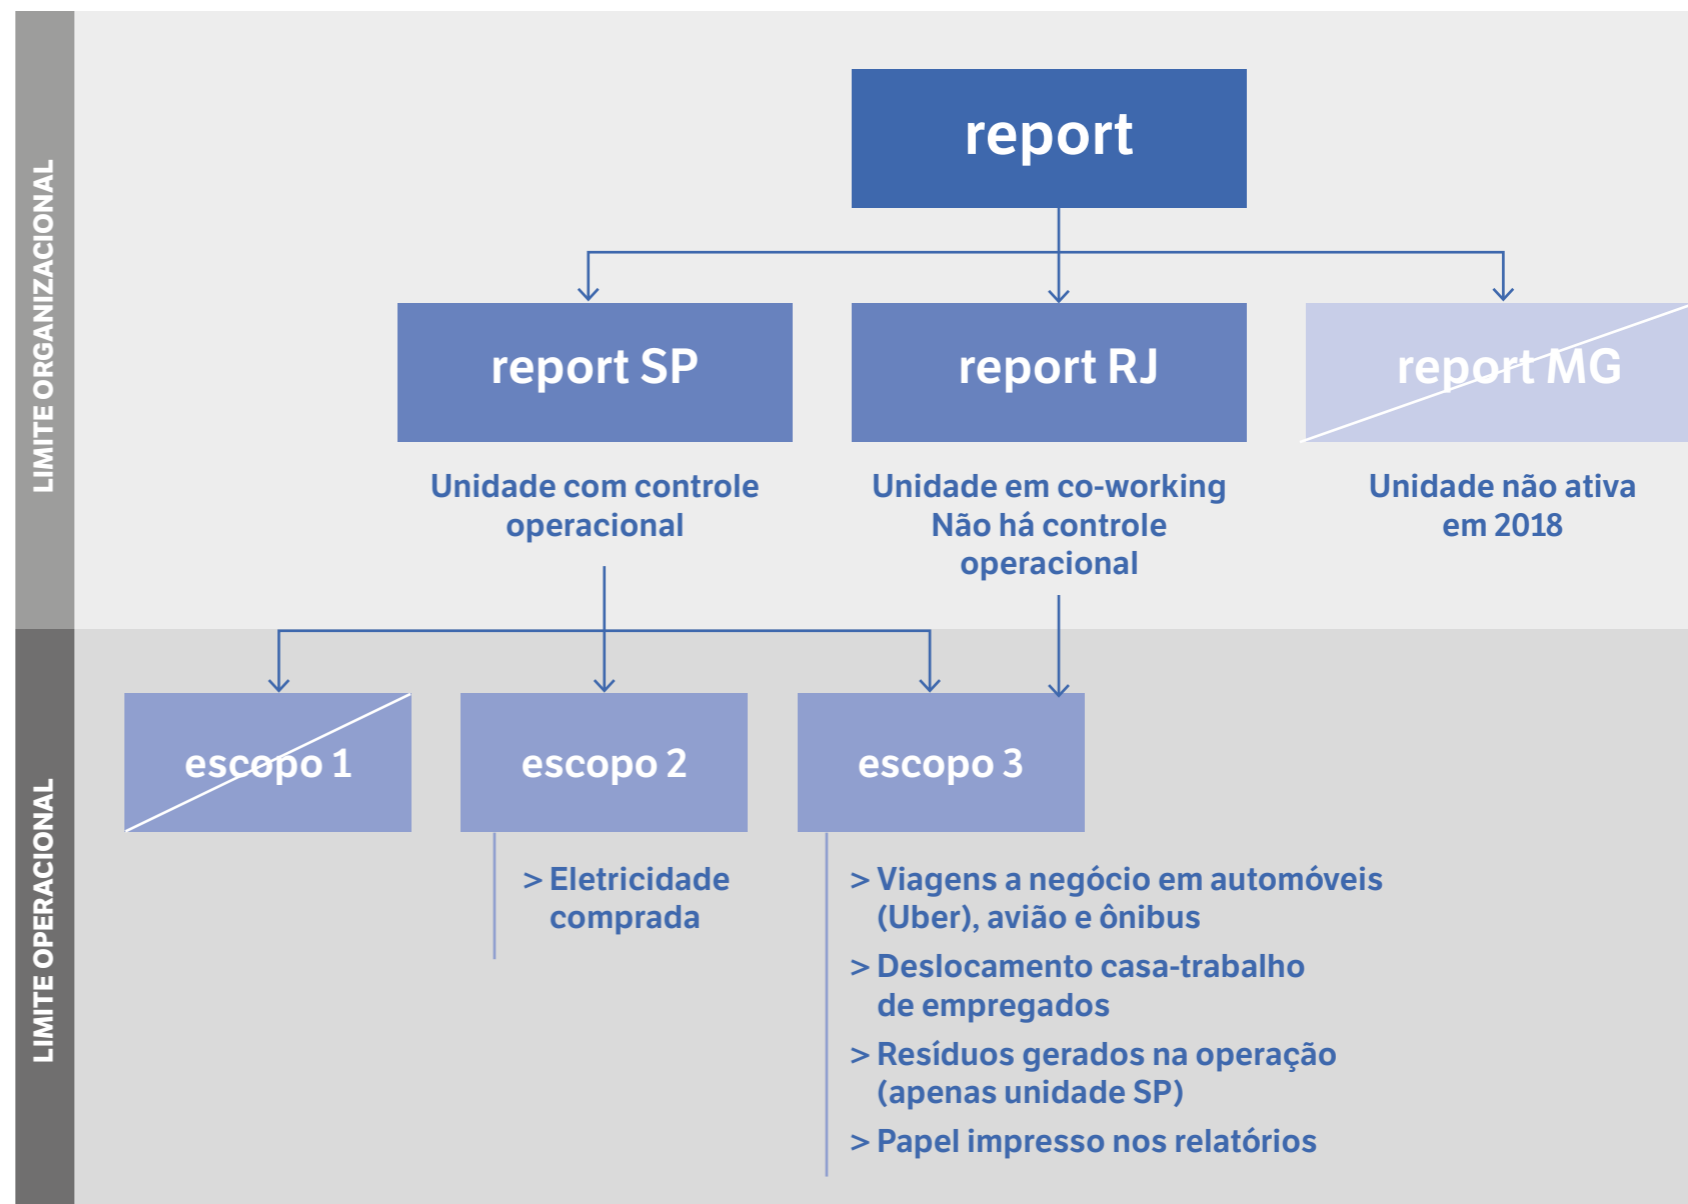 LIMITE ORGANIZACIONAL
report
report SP
report RJ
report MG
Unidade com controle
operacional
Unidade em co-working
Não há controle
operacional
Unidade não ativa
em 2018
LIMITE OPERACIONAL
escopo 1
escopo 2
escopo 3
> Eletricidade
comprada
> Viagens a negócio em automóveis
(Uber), avião e ônibus
> Deslocamento casa-trabalho
de empregados
> Resíduos gerados na operação
(apenas unidade SP)
> Papel impresso nos relatórios